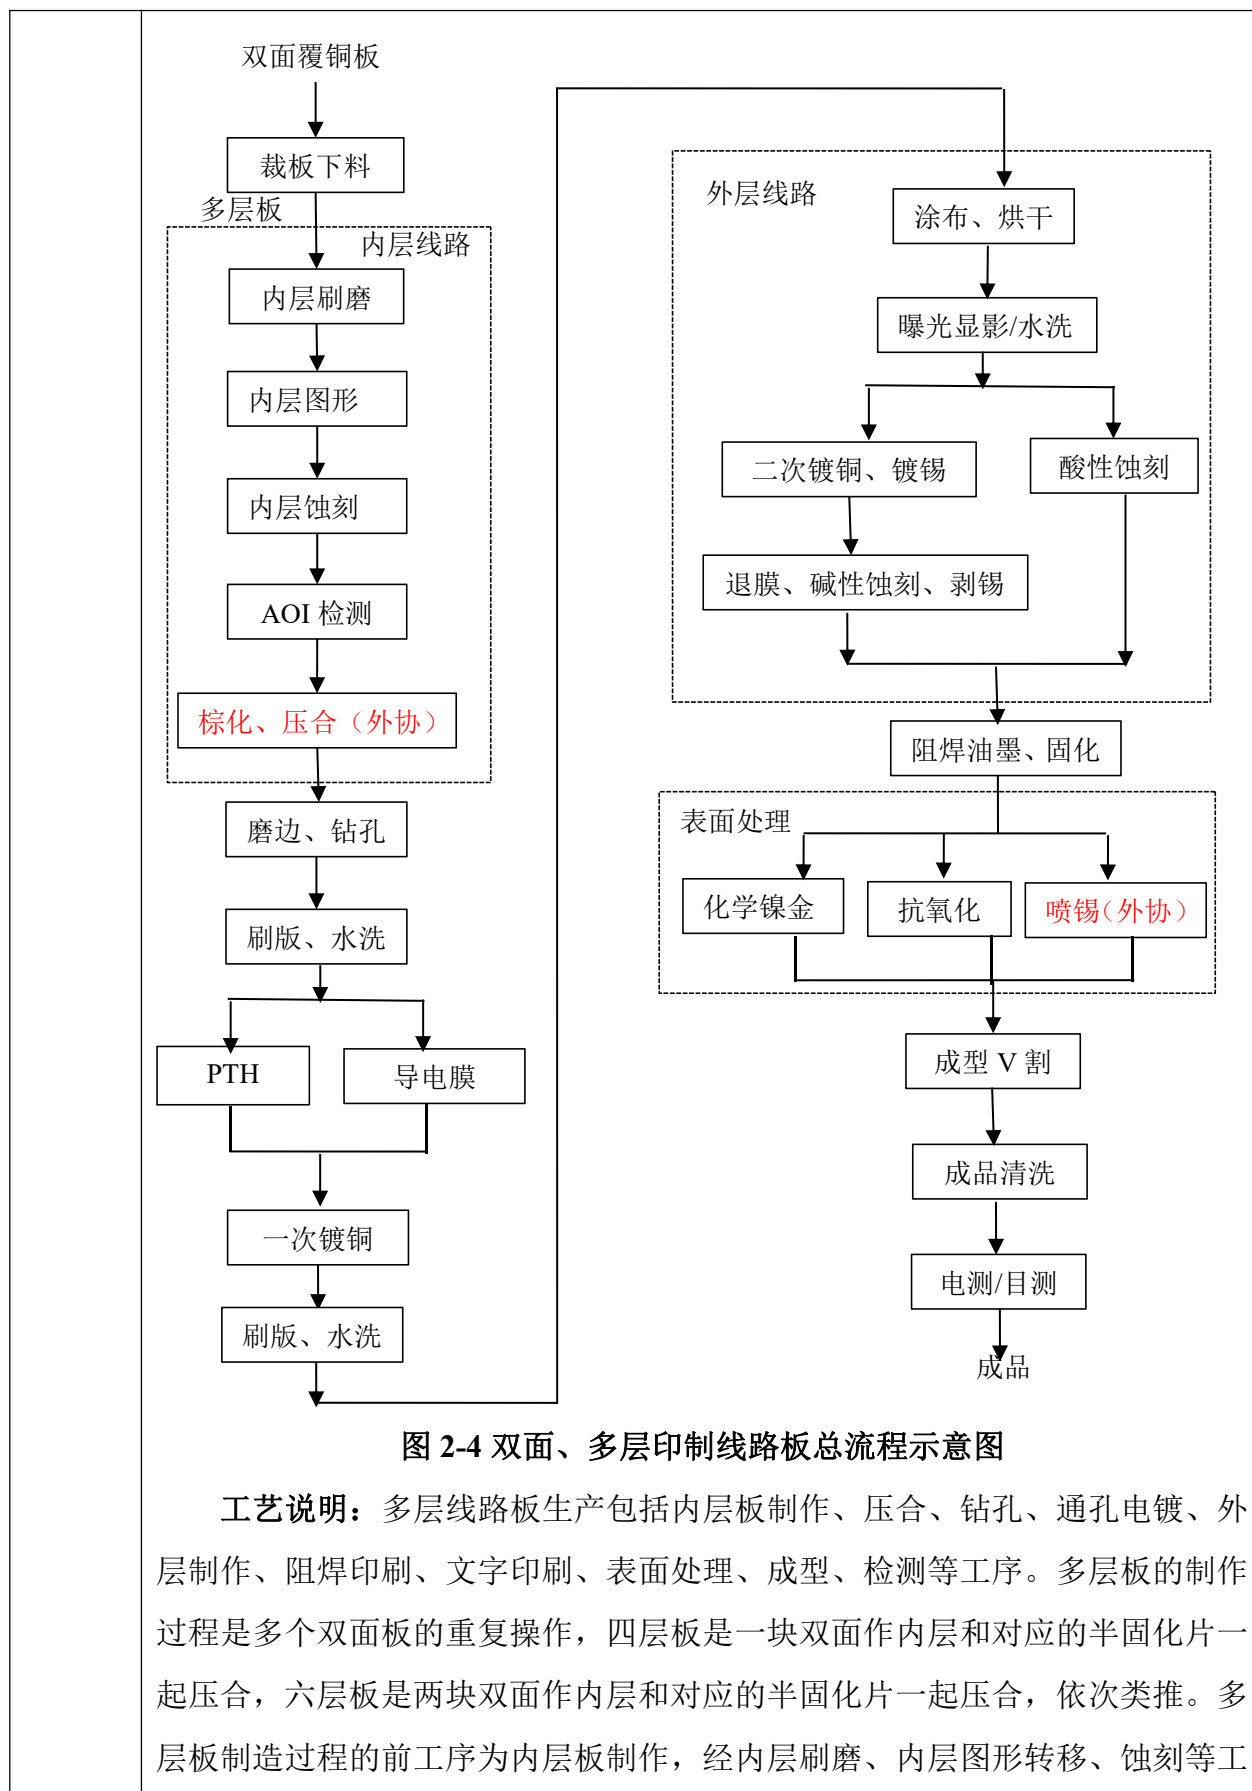 双面覆铜板
裁板下料
多层板
内层线路
内层刷磨
内层图形
内层蚀刻
AOI 检测
棕化、压合（外协）
磨边、钻孔
刷版、水洗
PTH
导电膜
一次镀铜
刷版、水洗
外层线路
涂布、烘干
曝光显影/水洗
二次镀铜、镀锡
酸性蚀刻
退膜、碱性蚀刻、剥锡
阻焊油墨、固化
表面处理
化学镍金
抗氧化
喷锡（外协）
成型 V 割
成品清洗
电测/目测
成品
图 2-4 双面、多层印制线路板总流程示意图
工艺说明：多层线路板生产包括内层板制作、压合、钻孔、通孔电镀、外
层制作、阻焊印刷、文字印刷、表面处理、成型、检测等工序。多层板的制作
过程是多个双面板的重复操作，四层板是一块双面作内层和对应的半固化片一
起压合，六层板是两块双面作内层和对应的半固化片一起压合，依次类推。多
层板制造过程的前工序为内层板制作，经内层刷磨、内层图形转移、蚀刻等工